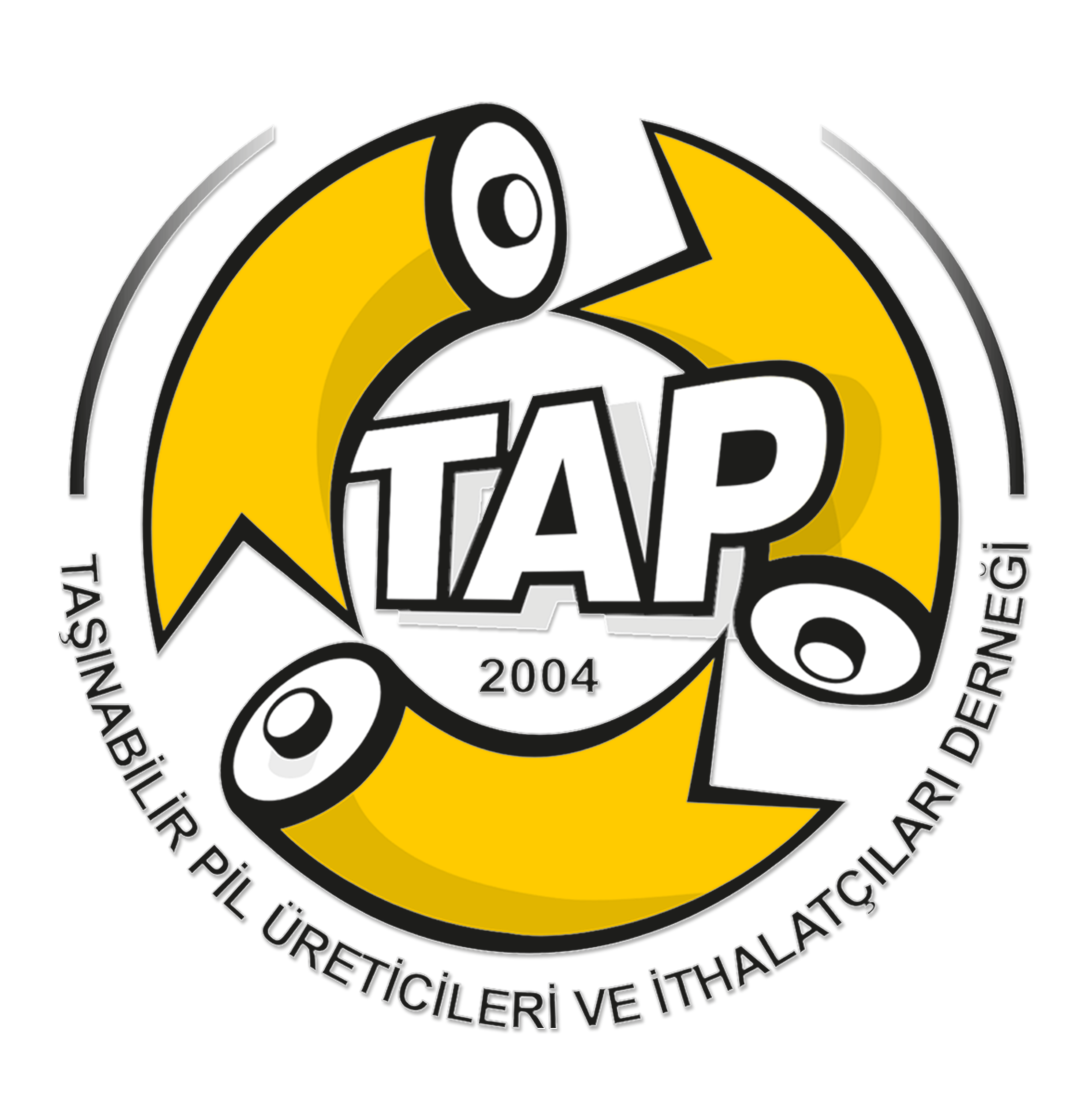 TAP
2004
TAŞINABİLİR PİL ÜRETİCİLERİ VE İTHALATÇILARI DERNEĞİ